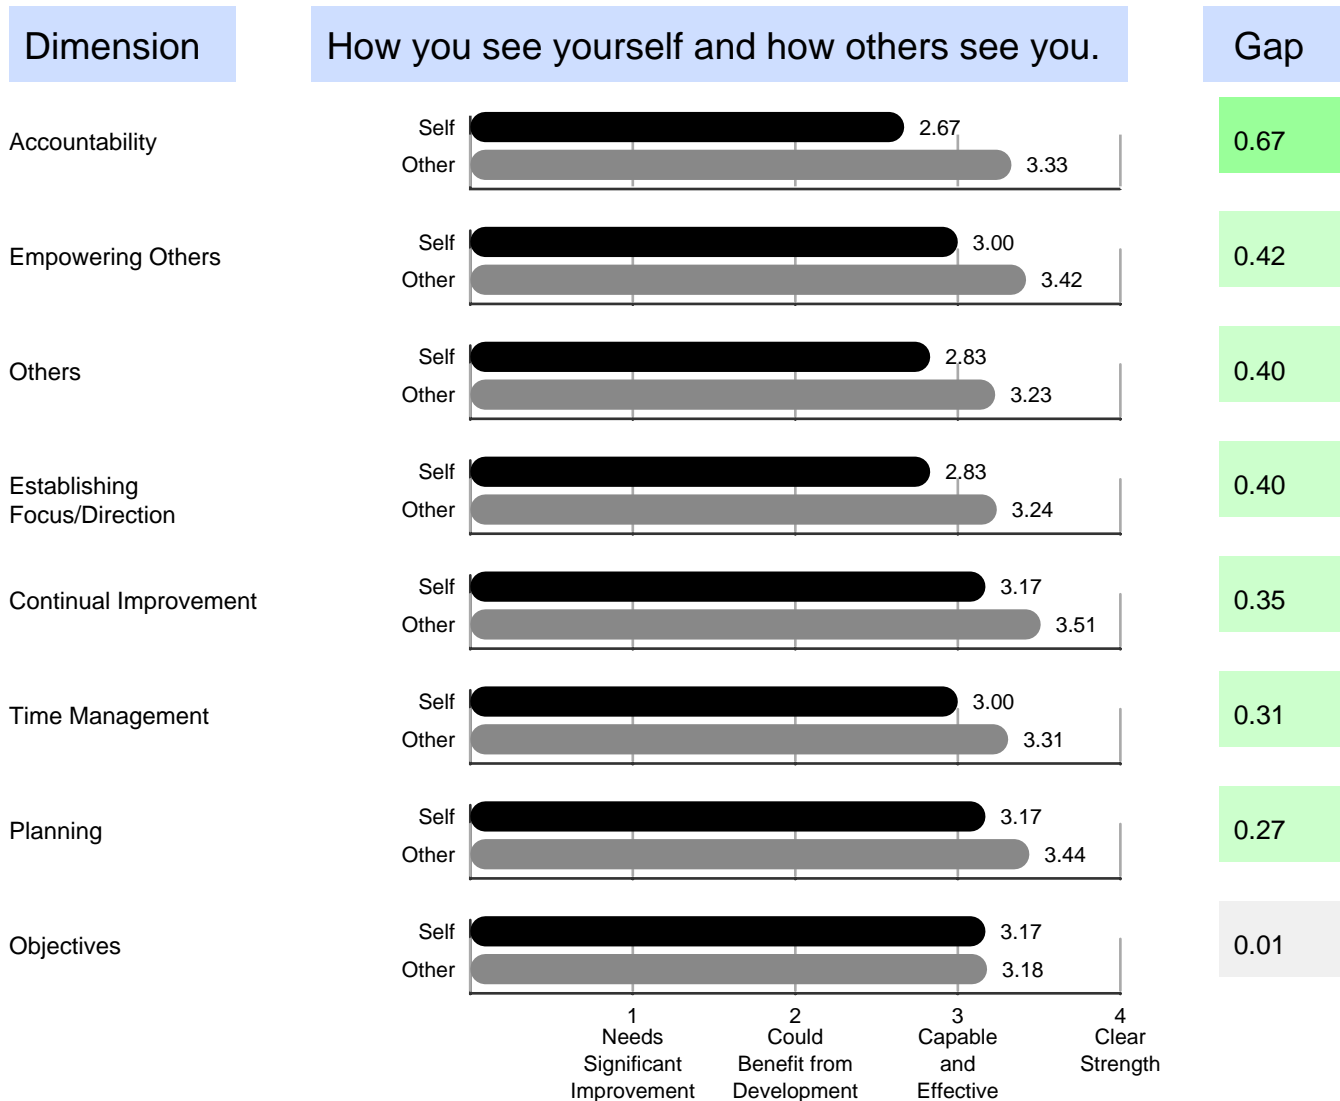 Dimension How you see yourself and how others see you. Gap
Accountability
Self 2.67
Other 3.33
0.67
Empowering Others
Self 3.00
Other 3.42
0.42
Others
Self 2.83
Other 3.23
0.40
Establishing
Focus/Direction
Self 2.83
Other 3.24
0.40
Continual Improvement
Self 3.17
Other 3.51
0.35
Time Management
Self 3.00
Other 3.31
0.31
Planning
Self 3.17
Other 3.44
0.27
Objectives
Self 3.17
Other 3.18
0.01
1 2 3 4
Needs Could Capable Clear
Significant Benefit from and Strength
Improvement Development Effective